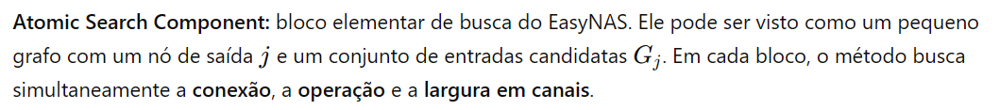 Atomic Search Component: bloco elementar de busca do EasyNAS. Ele pode ser visto como um pequeno
grafo com um nó de saída j e um conjunto de entradas candidatas G_j. Em cada bloco, o método busca
simultaneamente a conexão, a operação e a largura em canais.